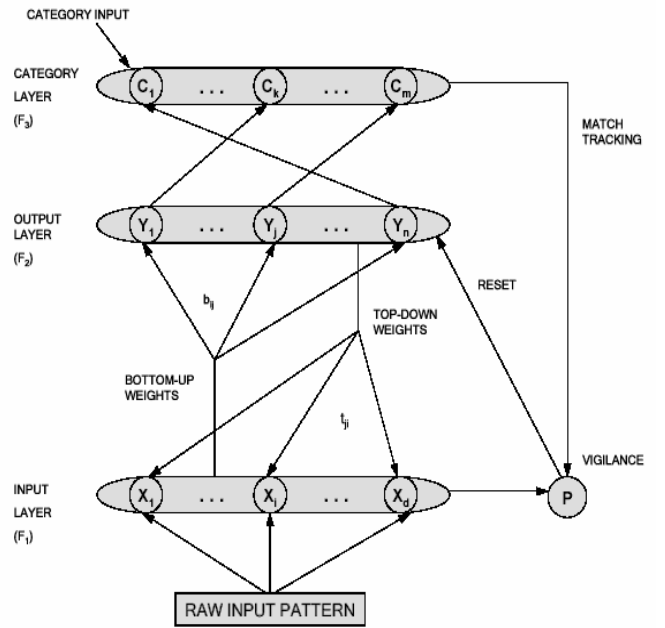 CATEGORY INPUT
CATEGORY
LAYER
(F3)
C1 ... Ck ... Cm
MATCH
TRACKING
OUTPUT
LAYER
(F2)
Y1 ... Yj ... Yn
RESET
bij
TOP-DOWN
WEIGHTS
BOTTOM-UP
WEIGHTS
tji
VIGILANCE
INPUT
LAYER
(F1)
X1 ... Xi ... Xd
P
RAW INPUT PATTERN